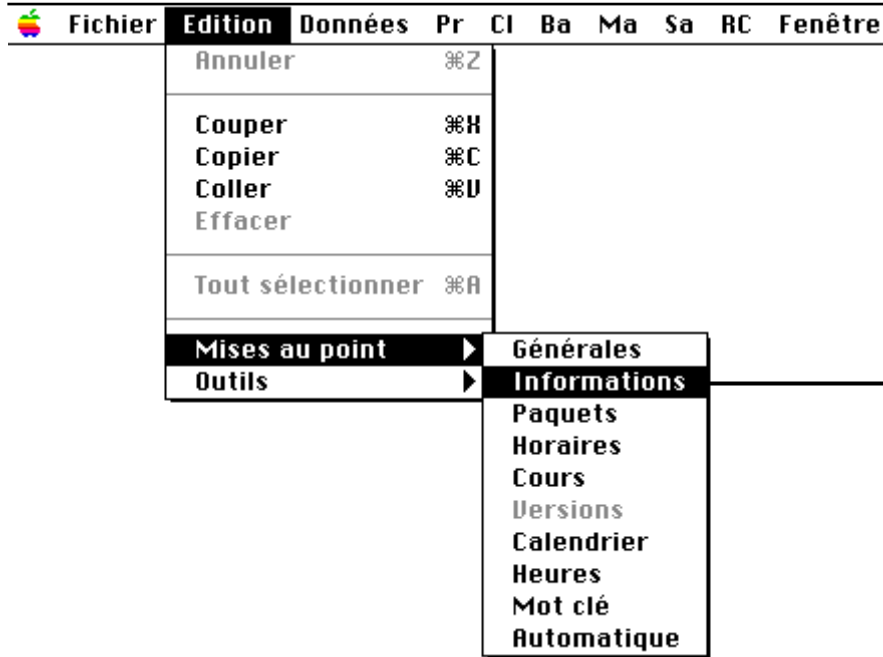 Fichier Edition Données Pr Cl Ba Ma Sa RC Fenêtre
Annuler ⌘Z
Couper ⌘X
Copier ⌘C
Coller ⌘V
Effacer
Tout sélectionner ⌘A
Mises au point
Outils
Générales
Informations
Paquets
Horaires
Cours
Versions
Calendrier
Heures
Mot clé
Automatique